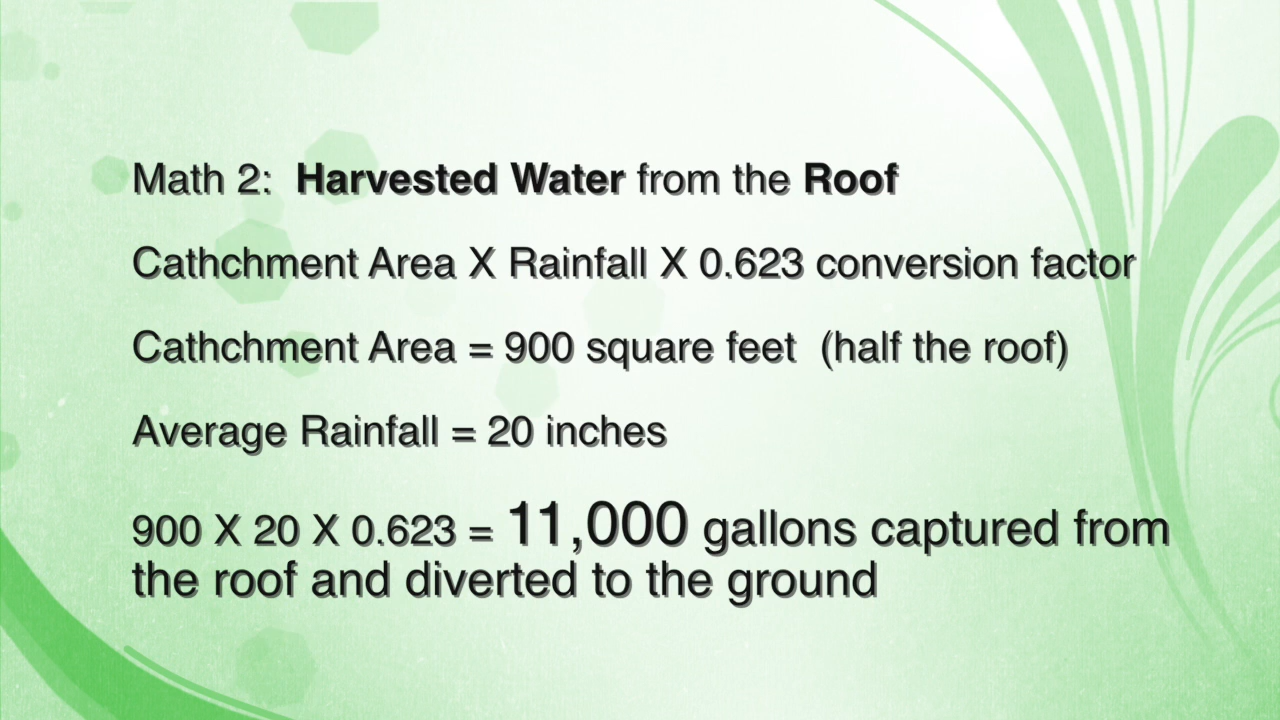 Math 2:  Harvested Water from the Roof
Cathchment Area X Rainfall X 0.623 conversion factor
Cathchment Area = 900 square feet  (half the roof)
Average Rainfall = 20 inches
900 X 20 X 0.623 = 11,000 gallons captured from
the roof and diverted to the ground